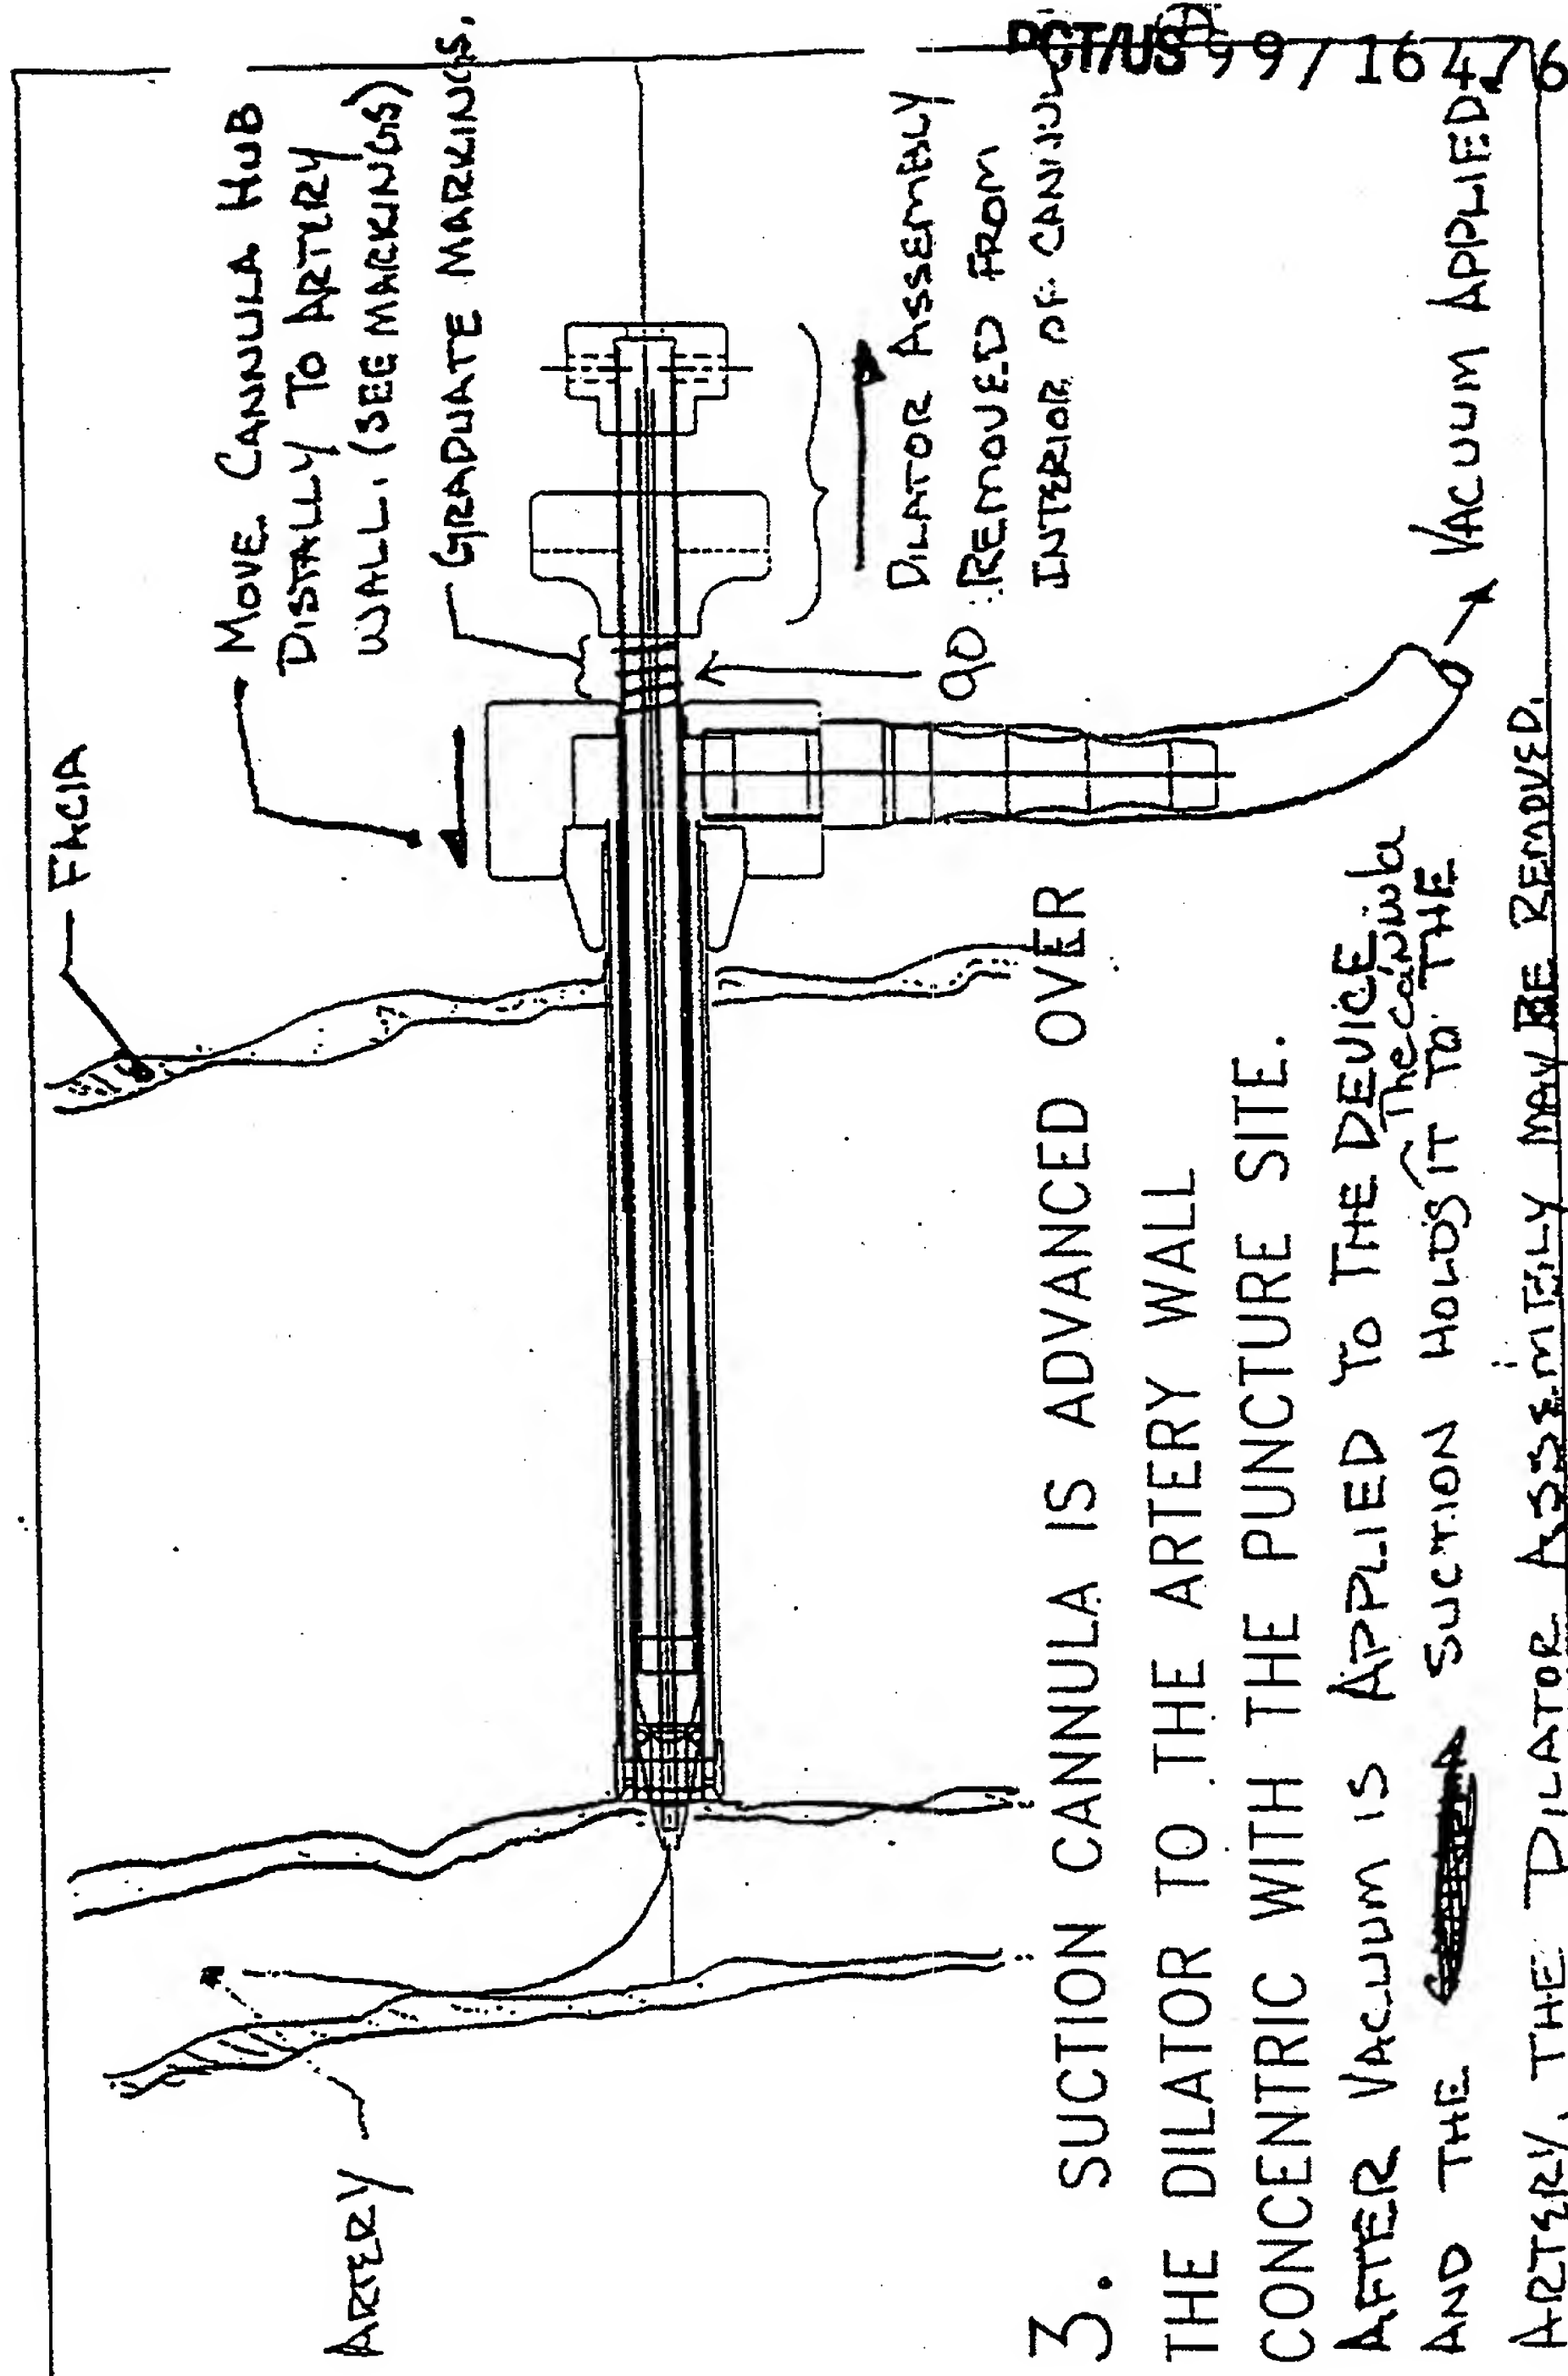 PCT/US 99/16476
FACIA
MOVE CANNULA HUB
DISTALLY TO ARTERY
WALL. (SEE MARKINGS)
GRADUATE MARKINGS.
DILATOR ASSEMBLY
REMOVED FROM
INTERIOR OF
90
VACUUM APPLIED.
ARTERY
3. SUCTION CANNULA IS ADVANCED OVER
THE DILATOR TO THE ARTERY WALL
CONCENTRIC WITH THE PUNCTURE SITE.
AFTER VACUUM IS APPLIED TO THE DEVICE
The cannula
AND THE SUCTION HOLDS IT TO THE
ARTERY, THE DILATOR ASSEMBLY MAY BE REMOVED.